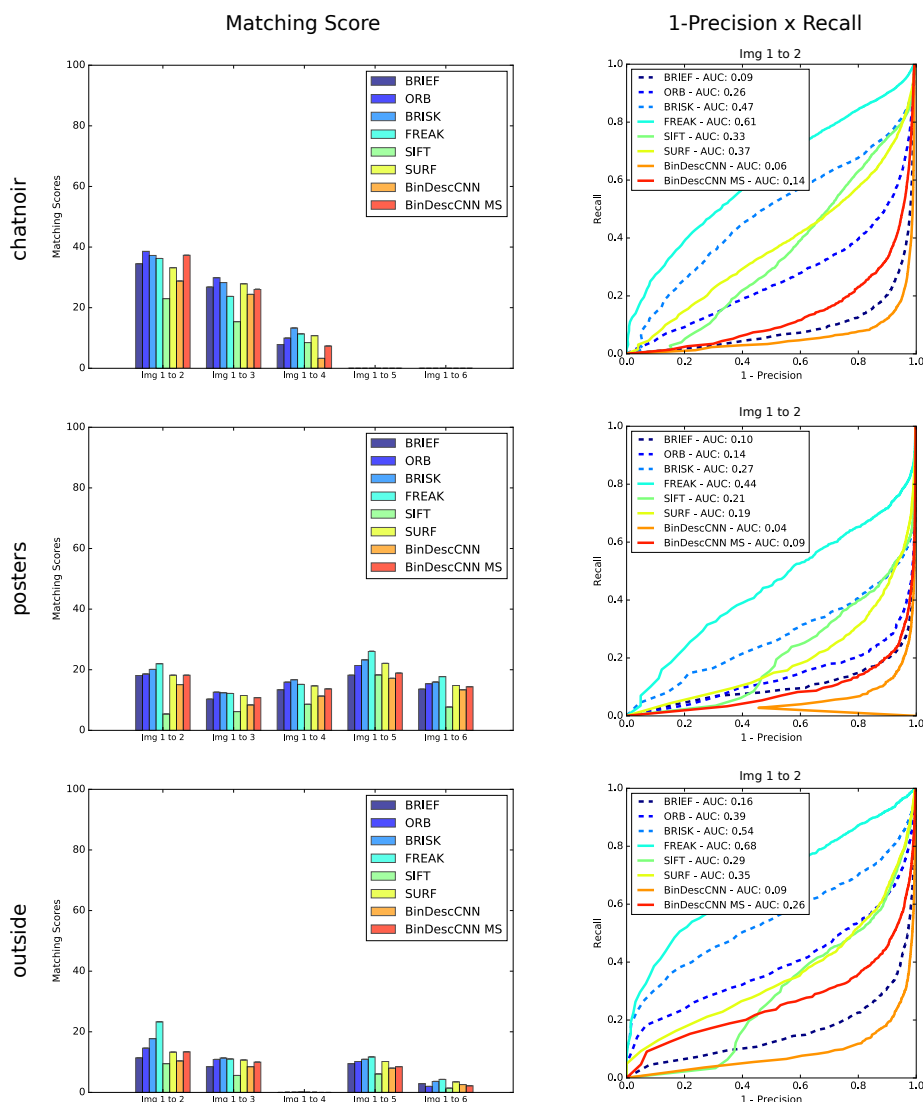 Matching Score
1-Precision x Recall
chatnoir
Matching Scores
100
80
60
40
20
0
BRIEF
ORB
BRISK
FREAK
SIFT
SURF
BinDescCNN
BinDescCNN MS
Img 1 to 2
Img 1 to 3
Img 1 to 4
Img 1 to 5
Img 1 to 6
Img 1 to 2
Recall
1.0
0.8
0.6
0.4
0.2
0.0
BRIEF - AUC: 0.09
ORB - AUC: 0.26
BRISK - AUC: 0.47
FREAK - AUC: 0.61
SIFT - AUC: 0.33
SURF - AUC: 0.37
BinDescCNN - AUC: 0.06
BinDescCNN MS - AUC: 0.14
0.0
0.2
0.4
0.6
0.8
1.0
1 - Precision
posters
Matching Scores
100
80
60
40
20
0
BRIEF
ORB
BRISK
FREAK
SIFT
SURF
BinDescCNN
BinDescCNN MS
Img 1 to 2
Img 1 to 3
Img 1 to 4
Img 1 to 5
Img 1 to 6
Img 1 to 2
Recall
1.0
0.8
0.6
0.4
0.2
0.0
BRIEF - AUC: 0.10
ORB - AUC: 0.14
BRISK - AUC: 0.27
FREAK - AUC: 0.44
SIFT - AUC: 0.21
SURF - AUC: 0.19
BinDescCNN - AUC: 0.04
BinDescCNN MS - AUC: 0.09
0.0
0.2
0.4
0.6
0.8
1.0
1 - Precision
outside
Matching Scores
100
80
60
40
20
0
BRIEF
ORB
BRISK
FREAK
SIFT
SURF
BinDescCNN
BinDescCNN MS
Img 1 to 2
Img 1 to 3
Img 1 to 4
Img 1 to 5
Img 1 to 6
Img 1 to 2
Recall
1.0
0.8
0.6
0.4
0.2
0.0
BRIEF - AUC: 0.16
ORB - AUC: 0.39
BRISK - AUC: 0.54
FREAK - AUC: 0.68
SIFT - AUC: 0.29
SURF - AUC: 0.35
BinDescCNN - AUC: 0.09
BinDescCNN MS - AUC: 0.26
0.0
0.2
0.4
0.6
0.8
1.0
1 - Precision